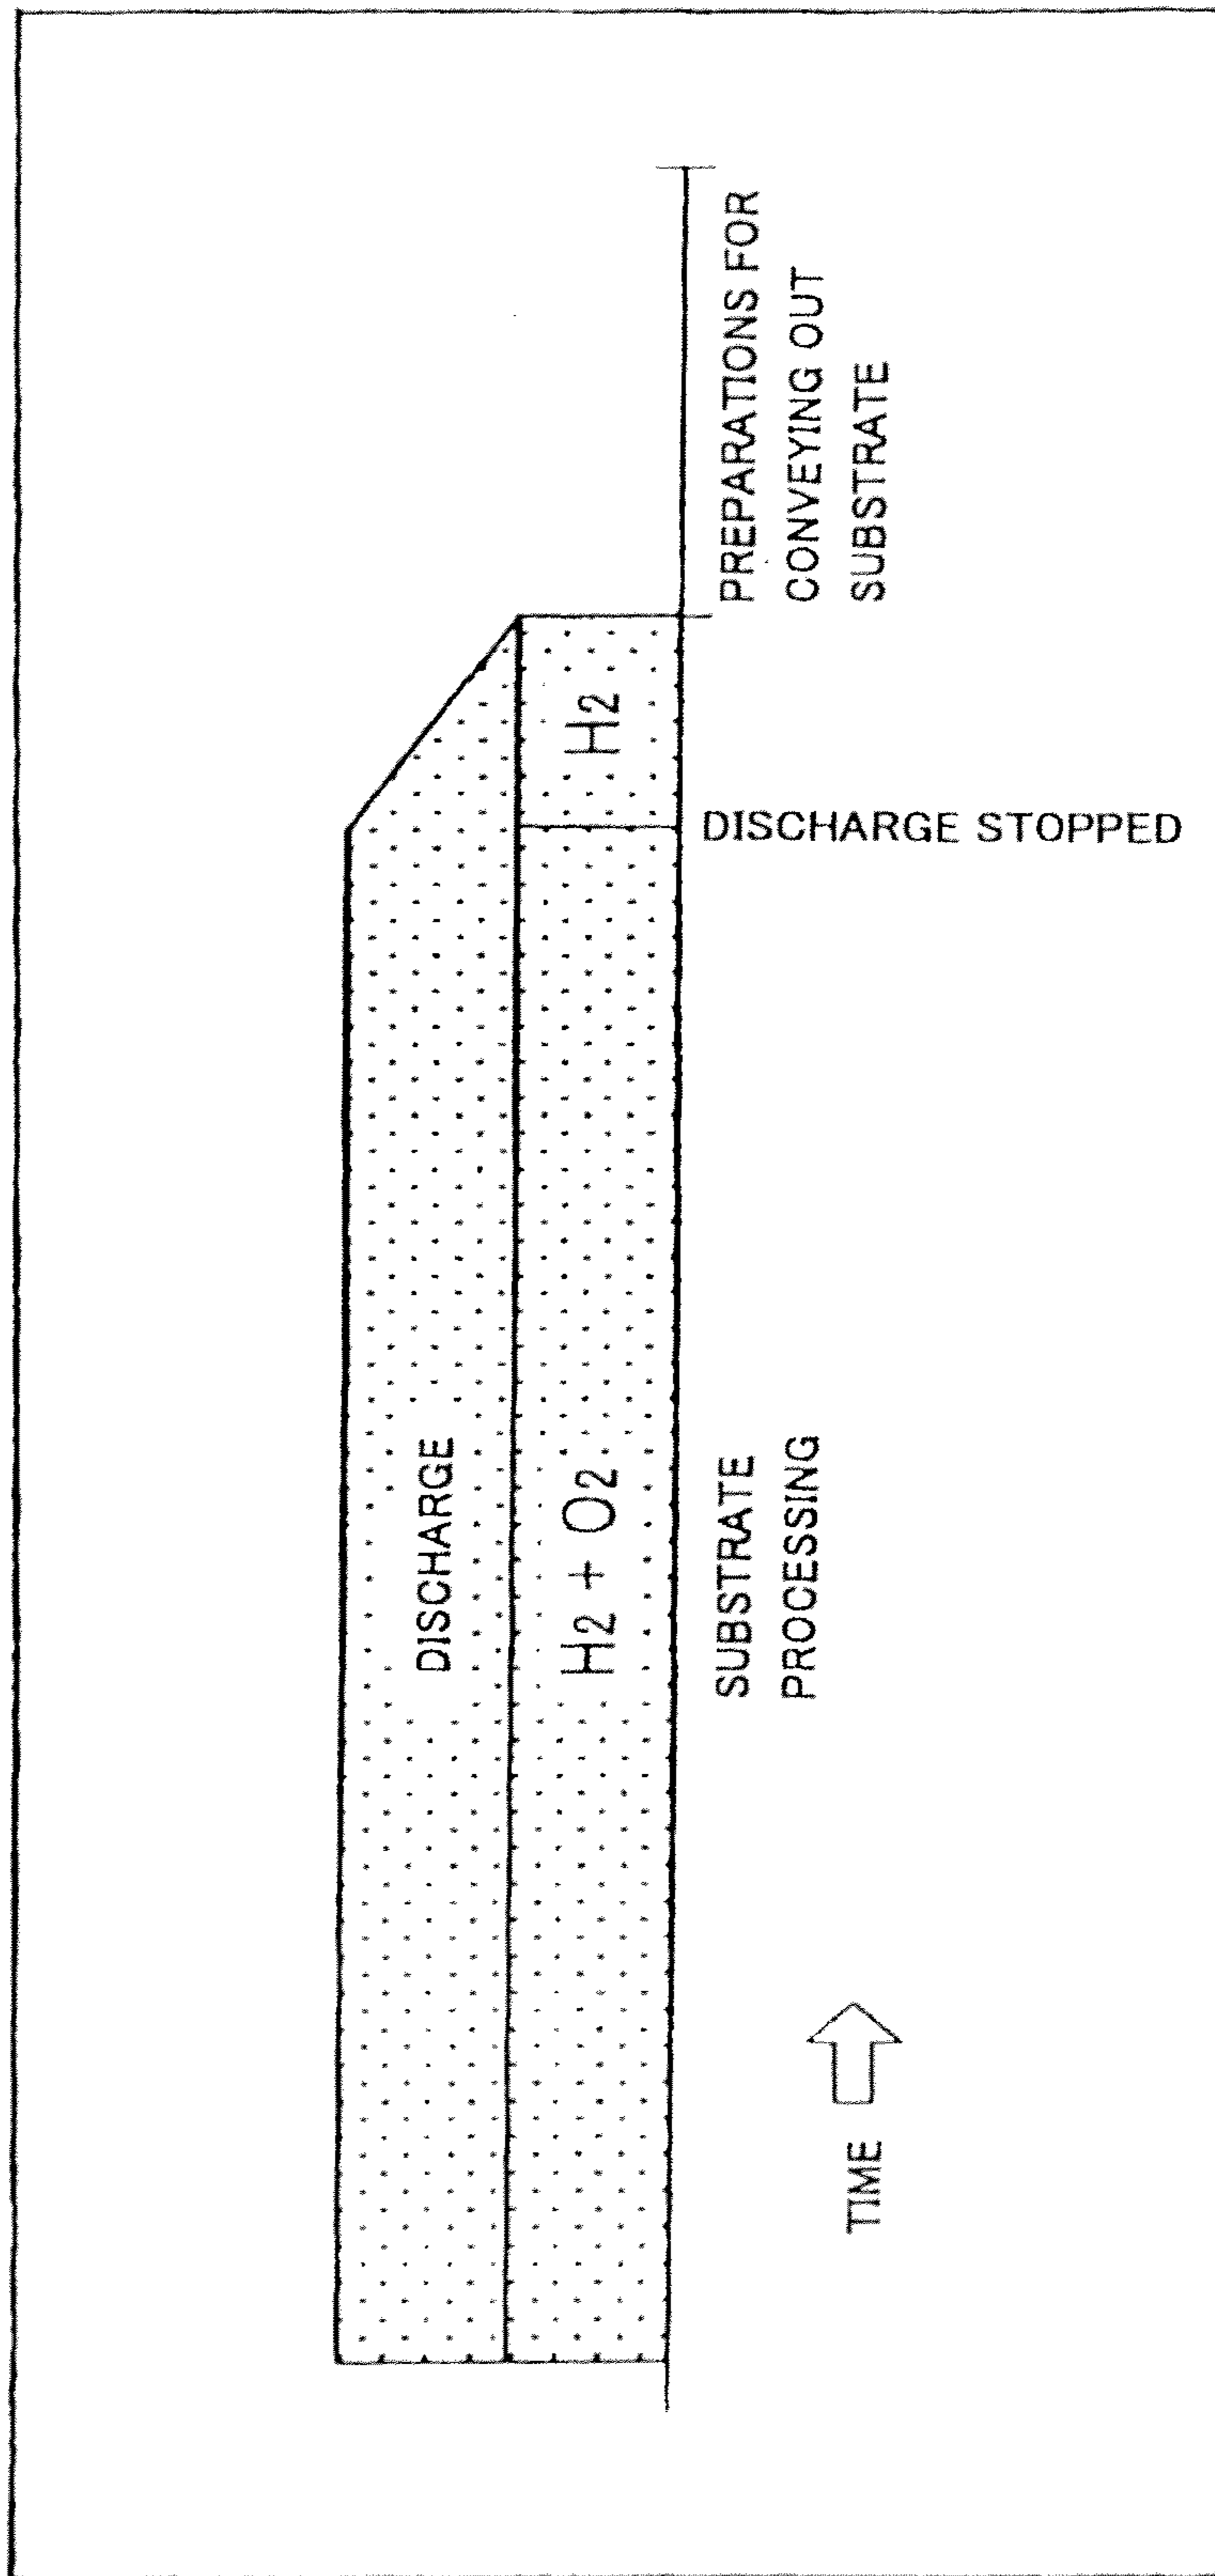 DISCHARGE
H2 + O2
H2
SUBSTRATE
PROCESSING
DISCHARGE STOPPED
PREPARATIONS FOR
CONVEYING OUT
SUBSTRATE
TIME